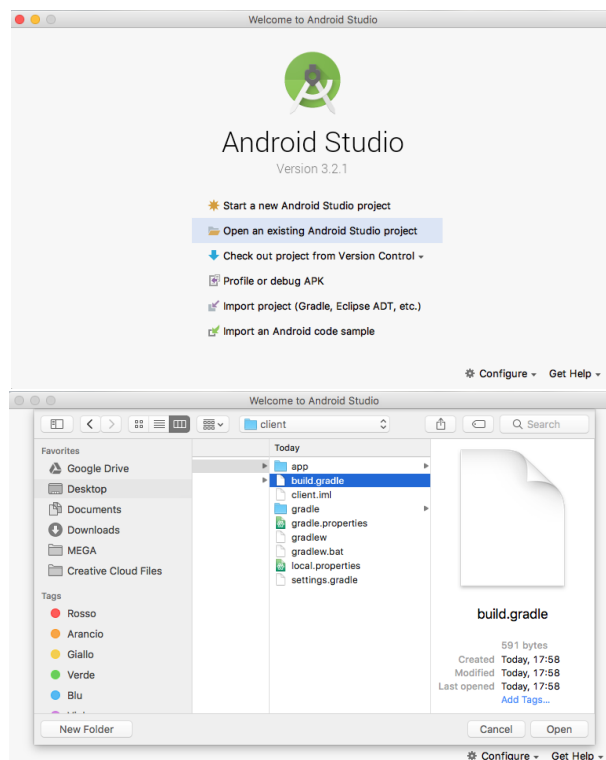 Welcome to Android Studio
Android Studio
Version 3.2.1
Start a new Android Studio project
Open an existing Android Studio project
Check out project from Version Control
Profile or debug APK
Import project (Gradle, Eclipse ADT, etc.)
Import an Android code sample
Configure Get Help
Welcome to Android Studio
client
Search
Favorites
Google Drive
Desktop
Documents
Downloads
MEGA
Creative Cloud Files
Tags
Rosso
Arancio
Giallo
Verde
Blu
Today
app
build.gradle
client.iml
gradle
gradle.properties
gradlew
gradlew.bat
local.properties
settings.gradle
build.gradle
591 bytes
Created Today, 17:58
Modified Today, 17:58
Last opened Today, 17:58
Add Tags...
New Folder
Cancel Open
Configure Get Help